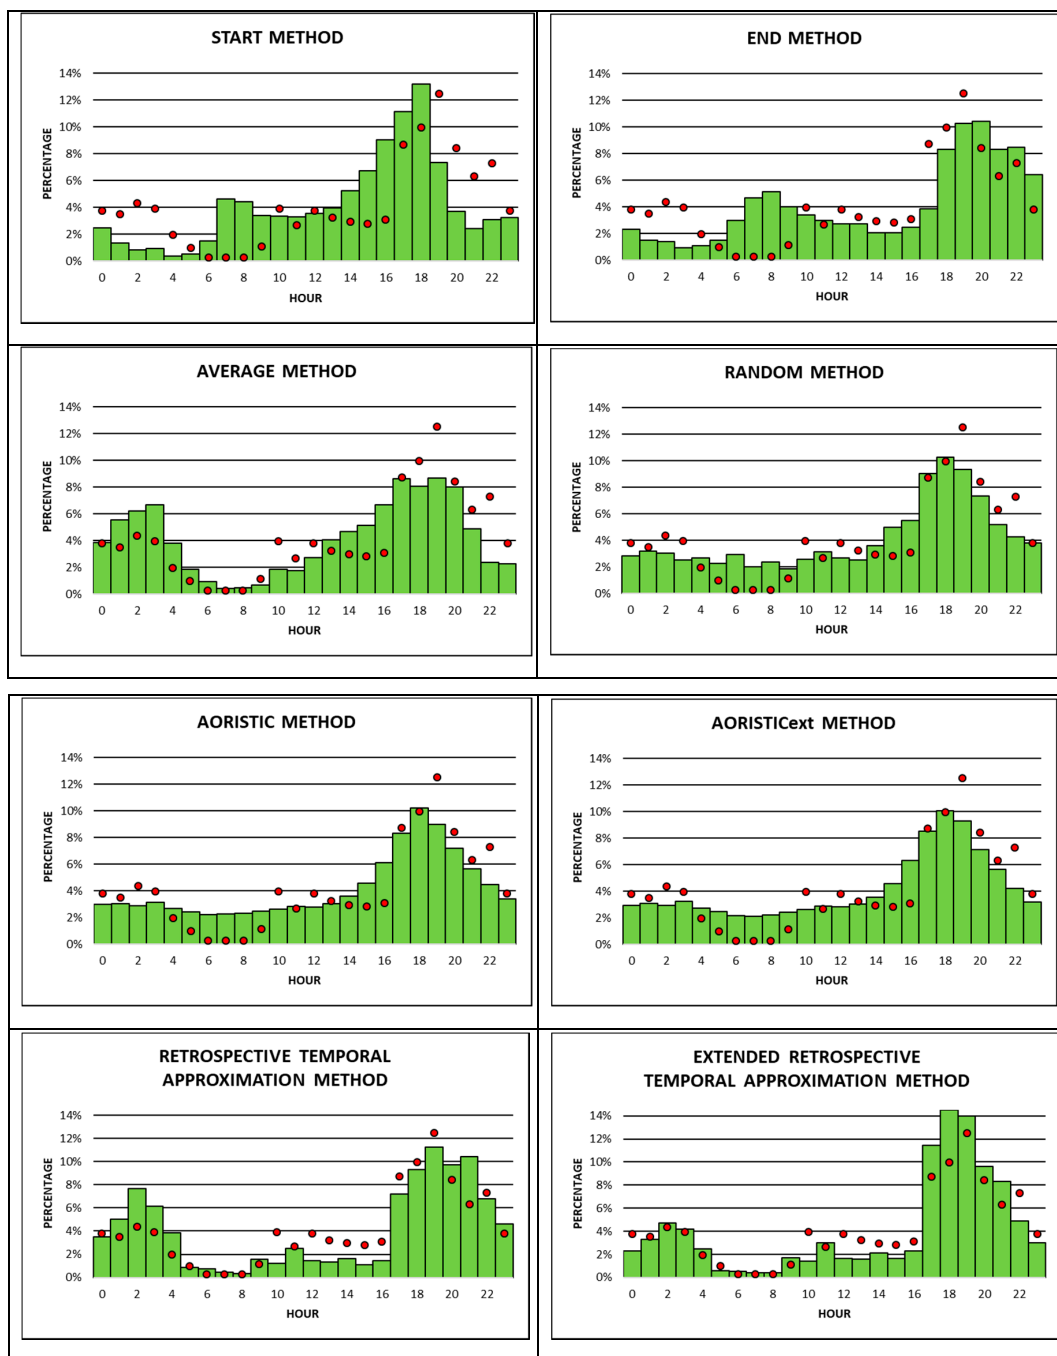 START METHOD
14%
12%
10%
8%
6%
4%
2%
0%
PERCENTAGE
0 2 4 6 8 10 12 14 16 18 20 22
HOUR
END METHOD
14%
12%
10%
8%
6%
4%
2%
0%
PERCENTAGE
0 2 4 6 8 10 12 14 16 18 20 22
HOUR
AVERAGE METHOD
14%
12%
10%
8%
6%
4%
2%
0%
PERCENTAGE
0 2 4 6 8 10 12 14 16 18 20 22
HOUR
RANDOM METHOD
14%
12%
10%
8%
6%
4%
2%
0%
PERCENTAGE
0 2 4 6 8 10 12 14 16 18 20 22
HOUR
AORISTIC METHOD
14%
12%
10%
8%
6%
4%
2%
0%
PERCENTAGE
0 2 4 6 8 10 12 14 16 18 20 22
HOUR
AORISTICext METHOD
14%
12%
10%
8%
6%
4%
2%
0%
PERCENTAGE
0 2 4 6 8 10 12 14 16 18 20 22
HOUR
RETROSPECTIVE TEMPORAL
APPROXIMATION METHOD
14%
12%
10%
8%
6%
4%
2%
0%
PERCENTAGE
0 2 4 6 8 10 12 14 16 18 20 22
HOUR
EXTENDED RETROSPECTIVE
TEMPORAL APPROXIMATION METHOD
14%
12%
10%
8%
6%
4%
2%
0%
PERCENTAGE
0 2 4 6 8 10 12 14 16 18 20 22
HOUR